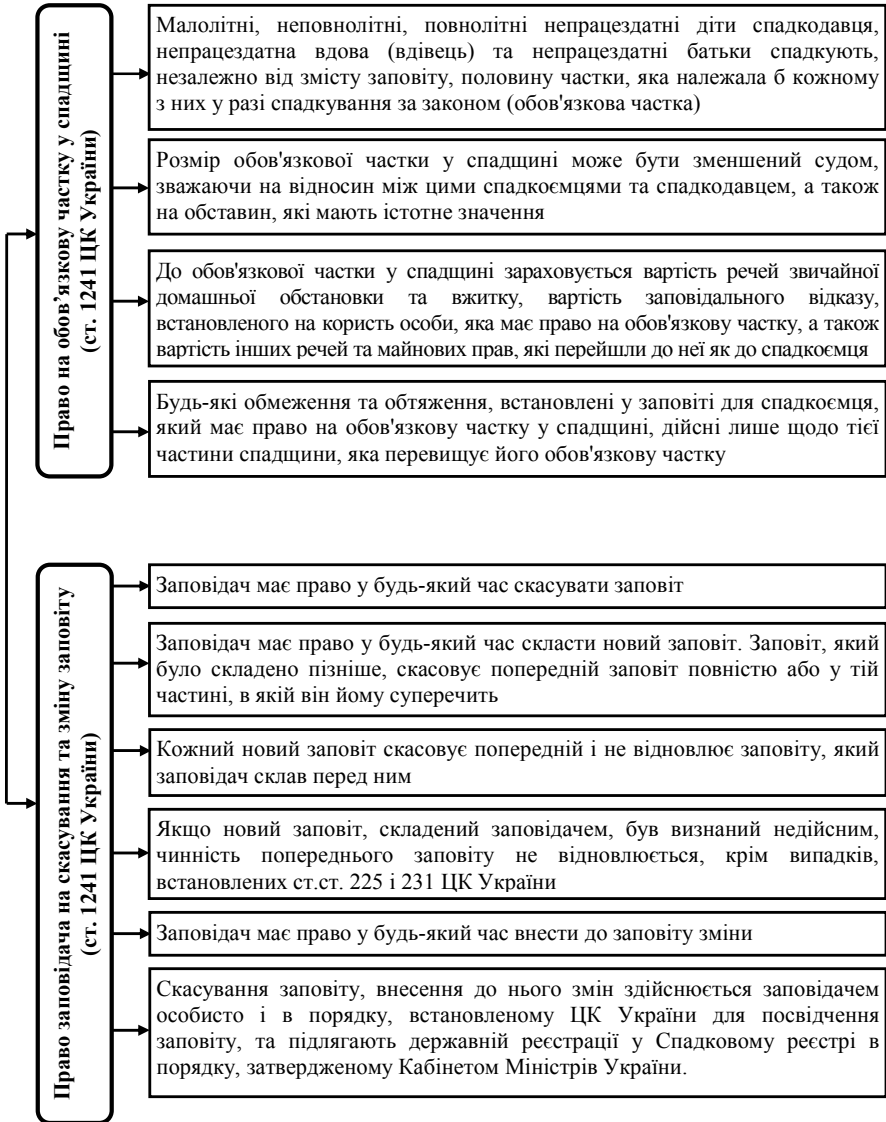 Право на обов’язкову частку у спадщині
(ст. 1241 ЦК України)
Малолітні, неповнолітні, повнолітні непрацездатні діти спадкодавця,
непрацездатна вдова (вдівець) та непрацездатні батьки спадкують,
незалежно від змісту заповіту, половину частки, яка належала б кожному
з них у разі спадкування за законом (обов'язкова частка)
Розмір обов'язкової частки у спадщині може бути зменшений судом,
зважаючи на відносин між цими спадкоємцями та спадкодавцем, а також
на обставин, які мають істотне значення
До обов'язкової частки у спадщині зараховується вартість речей звичайної
домашньої обстановки та вжитку, вартість заповідального відказу,
встановленого на користь особи, яка має право на обов'язкову частку, а також
вартість інших речей та майнових прав, які перейшли до неї як до спадкоємця
Будь-які обмеження та обтяження, встановлені у заповіті для спадкоємця,
який має право на обов'язкову частку у спадщині, дійсні лише щодо тієї
частини спадщини, яка перевищує його обов'язкову частку
Право заповідача на скасування та зміну заповіту
(ст. 1241 ЦК України)
Заповідач має право у будь-який час скасувати заповіт
Заповідач має право у будь-який час скласти новий заповіт. Заповіт, який
було складено пізніше, скасовує попередній заповіт повністю або у тій
частині, в якій він йому суперечить
Кожний новий заповіт скасовує попередній і не відновлює заповіту, який
заповідач склав перед ним
Якщо новий заповіт, складений заповідачем, був визнаний недійсним,
чинність попереднього заповіту не відновлюється, крім випадків,
встановлених ст.ст. 225 і 231 ЦК України
Заповідач має право у будь-який час внести до заповіту зміни
Скасування заповіту, внесення до нього змін здійснюється заповідачем
особисто і в порядку, встановленому ЦК України для посвідчення
заповіту, та підлягають державній реєстрації у Спадковому реєстрі в
порядку, затвердженому Кабінетом Міністрів України.